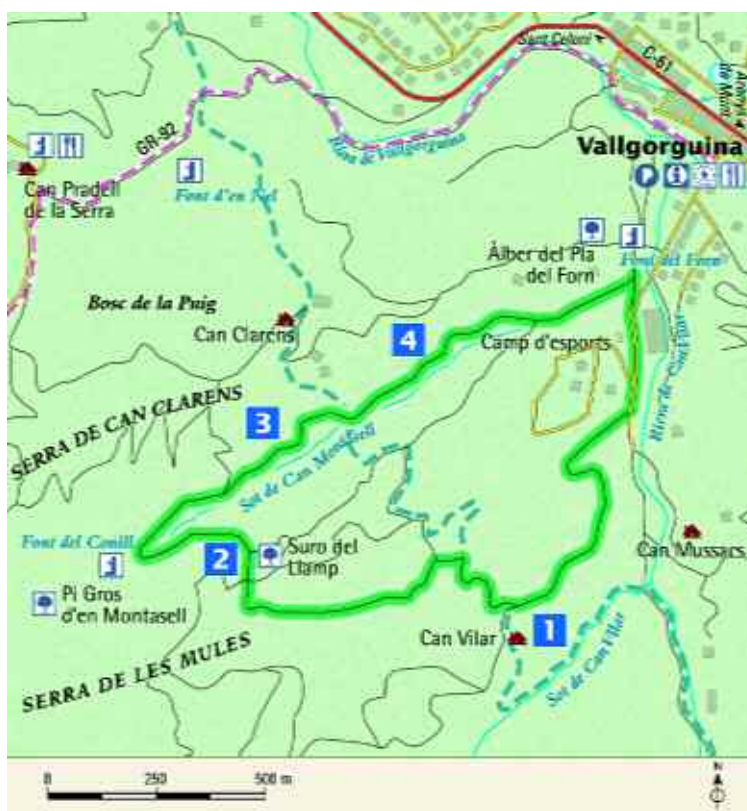 Sant Celoni
C-61
GR-92
Riera de Vallgorguina
Vallgorguina
P
Can Pradell
de la Serra
Font d'en Nel
Font del Forn
Àlber del Pla
del Forn
Bosc de la Puig
Can Clarens
4
Camp d'esports
Riera de Can Vilar
SERRA DE CAN CLARENS
3
Sot de Can Montasell
Font del Conill
2
Suro del
Llamp
Can Mussacs
Pi Gros
d'en Montasell
Can Vilar
1
Sot de Can Vilar
SERRA DE LES MULES
0 250 500 m
N